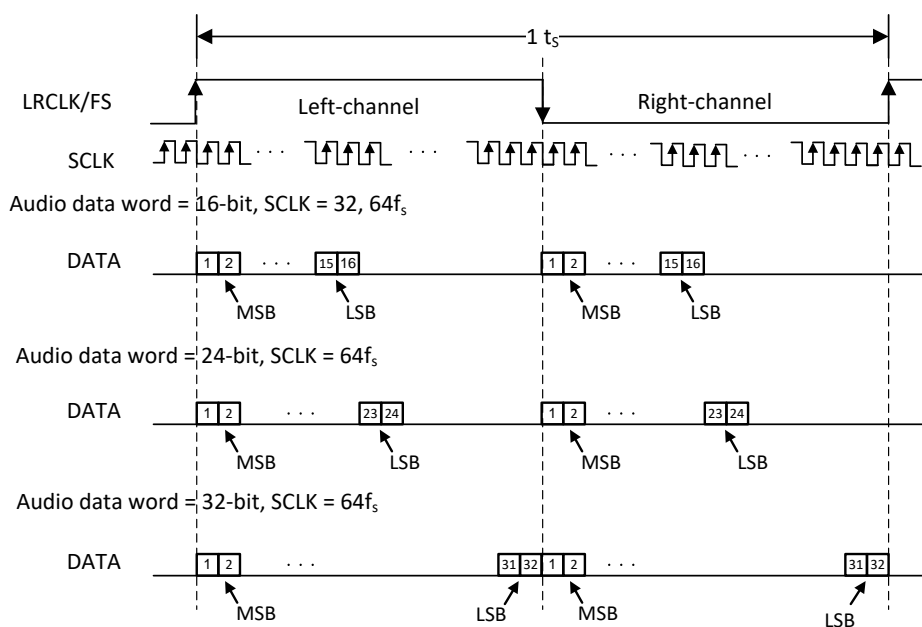 1 tS
LRCLK/FS
Left-channel
Right-channel
SCLK
. . .
. . .
. . .
. . .
Audio data word = 16-bit, SCLK = 32, 64fs
DATA
1 2 . . . 15 16 1 2 . . . 15 16
MSB LSB MSB LSB
Audio data word = 24-bit, SCLK = 64fs
DATA
1 2 . . . 23 24 1 2 . . . 23 24
MSB LSB MSB LSB
Audio data word = 32-bit, SCLK = 64fs
DATA
1 2 . . . 31 32 1 2 . . . 31 32
MSB LSB MSB LSB